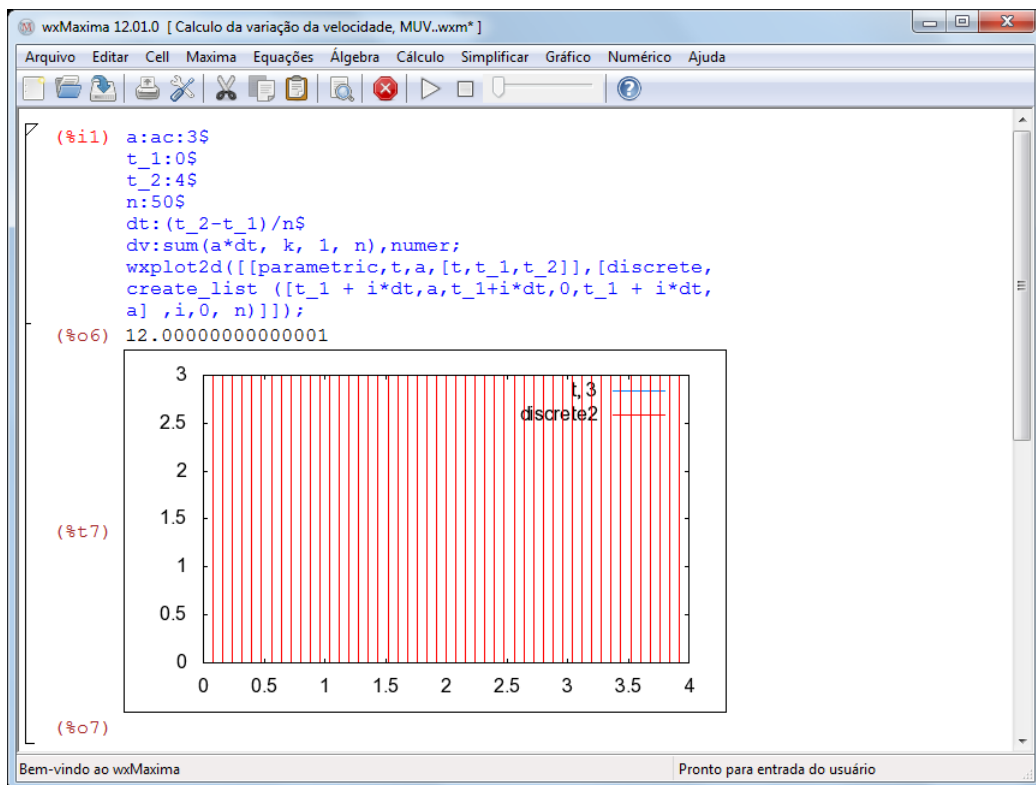 wxMaxima 12.01.0 [ Calculo da variação da velocidade, MUV..wxm* ]
Arquivo Editar Cell Maxima Equações Álgebra Cálculo Simplificar Gráfico Numérico Ajuda
(%i1) a:ac:3$
t_1:0$
t_2:4$
n:50$
dt:(t_2-t_1)/n$
dv:sum(a*dt, k, 1, n),numer;
wxplot2d([[parametric,t,a,[t,t_1,t_2]],[discrete,
create_list ([t_1 + i*dt,a,t_1+i*dt,0,t_1 + i*dt,
a] ,i,0, n)]]);
(%o6) 12.00000000000001
3
t, 3
discrete2
2.5
2
(%t7)
1.5
1
0.5
0
0 0.5 1 1.5 2 2.5 3 3.5 4
(%o7)
Bem-vindo ao wxMaxima
Pronto para entrada do usuário